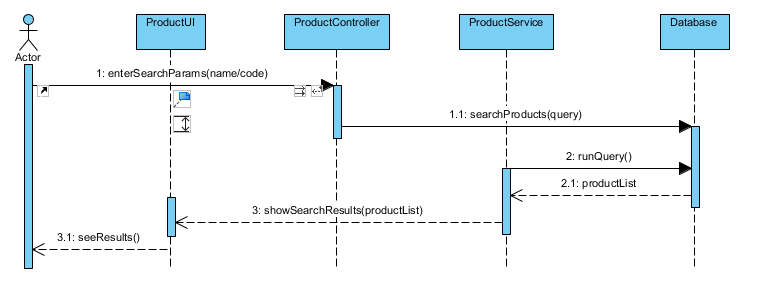 ProductUI
ProductController
ProductService
Database
Actor
1: enterSearchParams(name/code)
1.1: searchProducts(query)
2: runQuery()
2.1: productList
3: showSearchResults(productList)
3.1: seeResults()